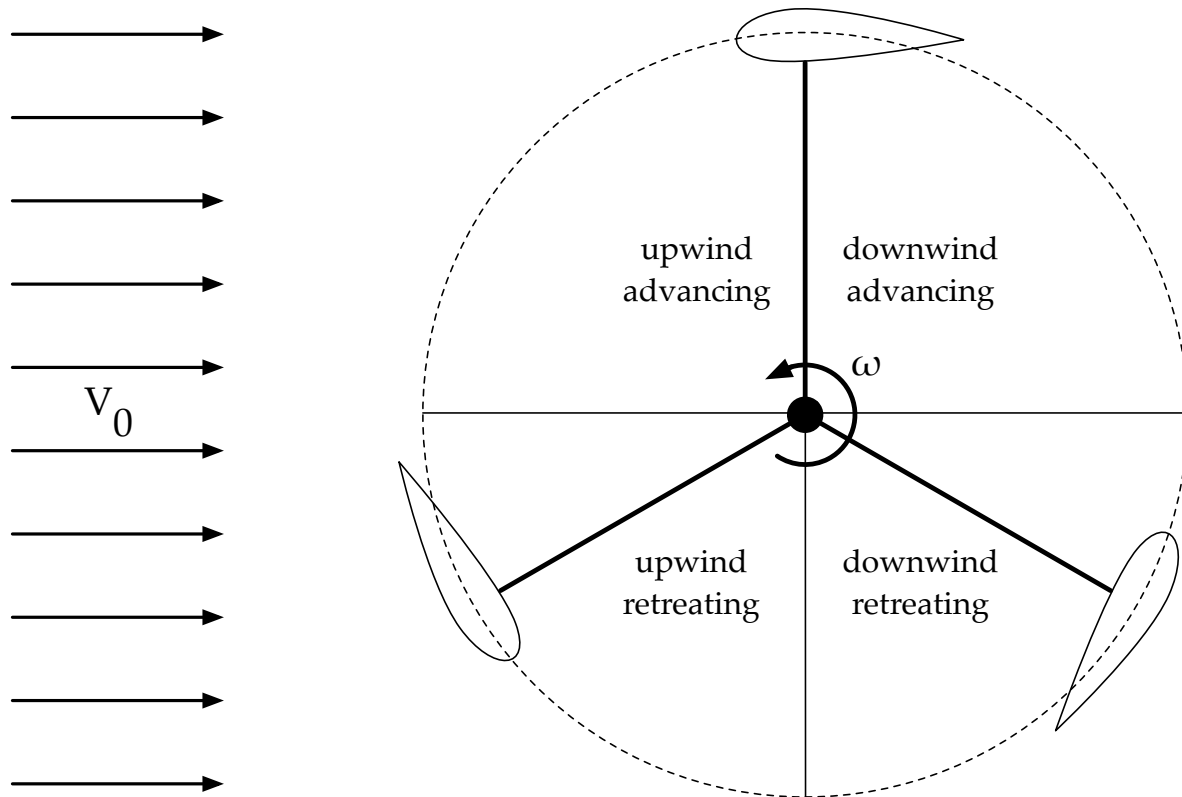 upwind
advancing
downwind
advancing
ω
V0
upwind
retreating
downwind
retreating